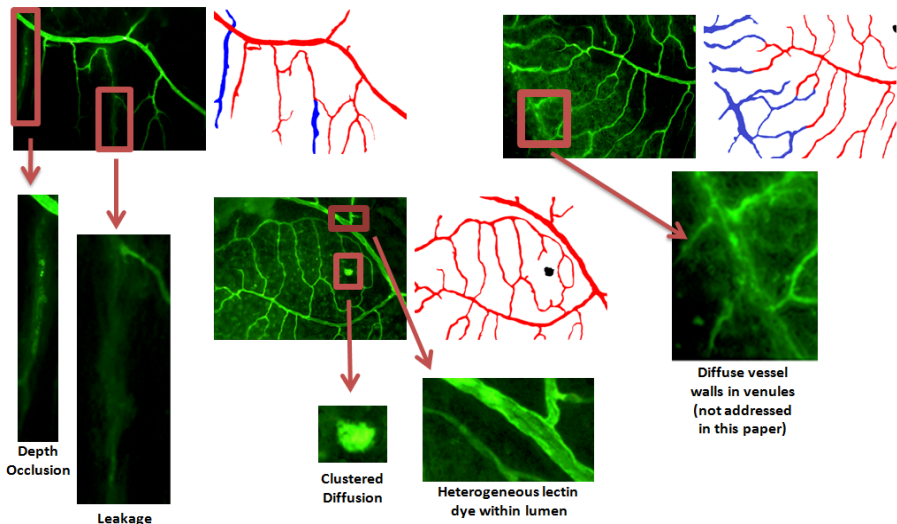 Depth
Occlusion
Leakage
Clustered
Diffusion
Heterogeneous lectin
dye within lumen
Diffuse vessel
walls in venules
(not addressed
in this paper)